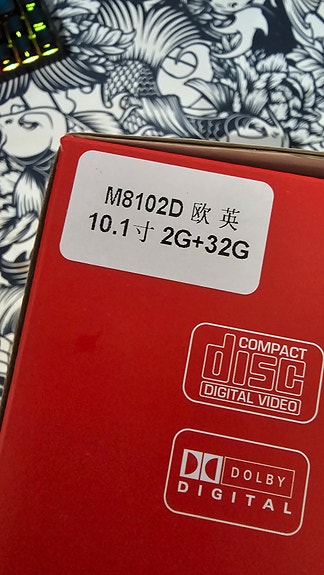 M8102D 欧 英
10.1寸 2G+32G
COMPACT
disc
DIGITAL VIDEO
DOLBY
DIGITAL